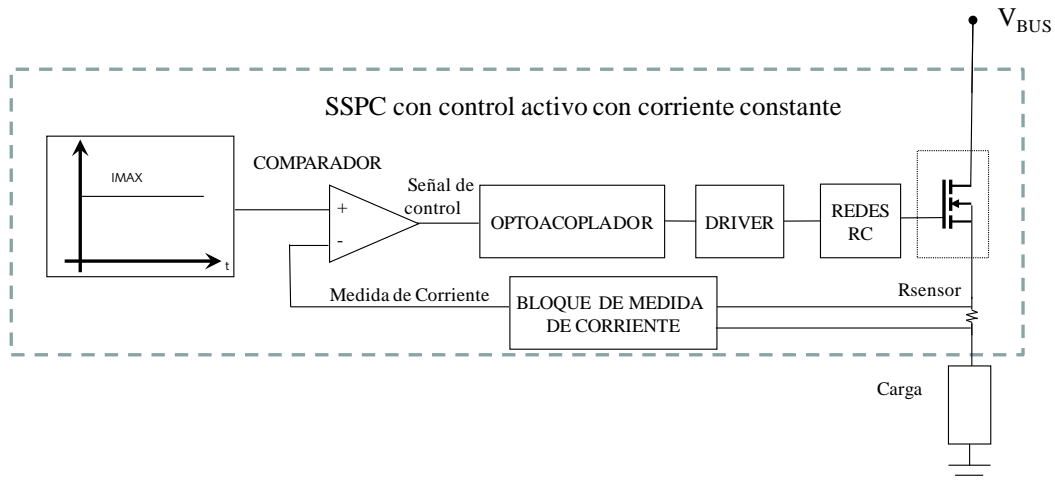 V_BUS
SSPC con control activo con corriente constante
IMAX
t
COMPARADOR
+
-
Señal de
control
OPTOACOPLADOR
DRIVER
REDES
RC
Medida de Corriente
BLOQUE DE MEDIDA
DE CORRIENTE
Rsensor
Carga